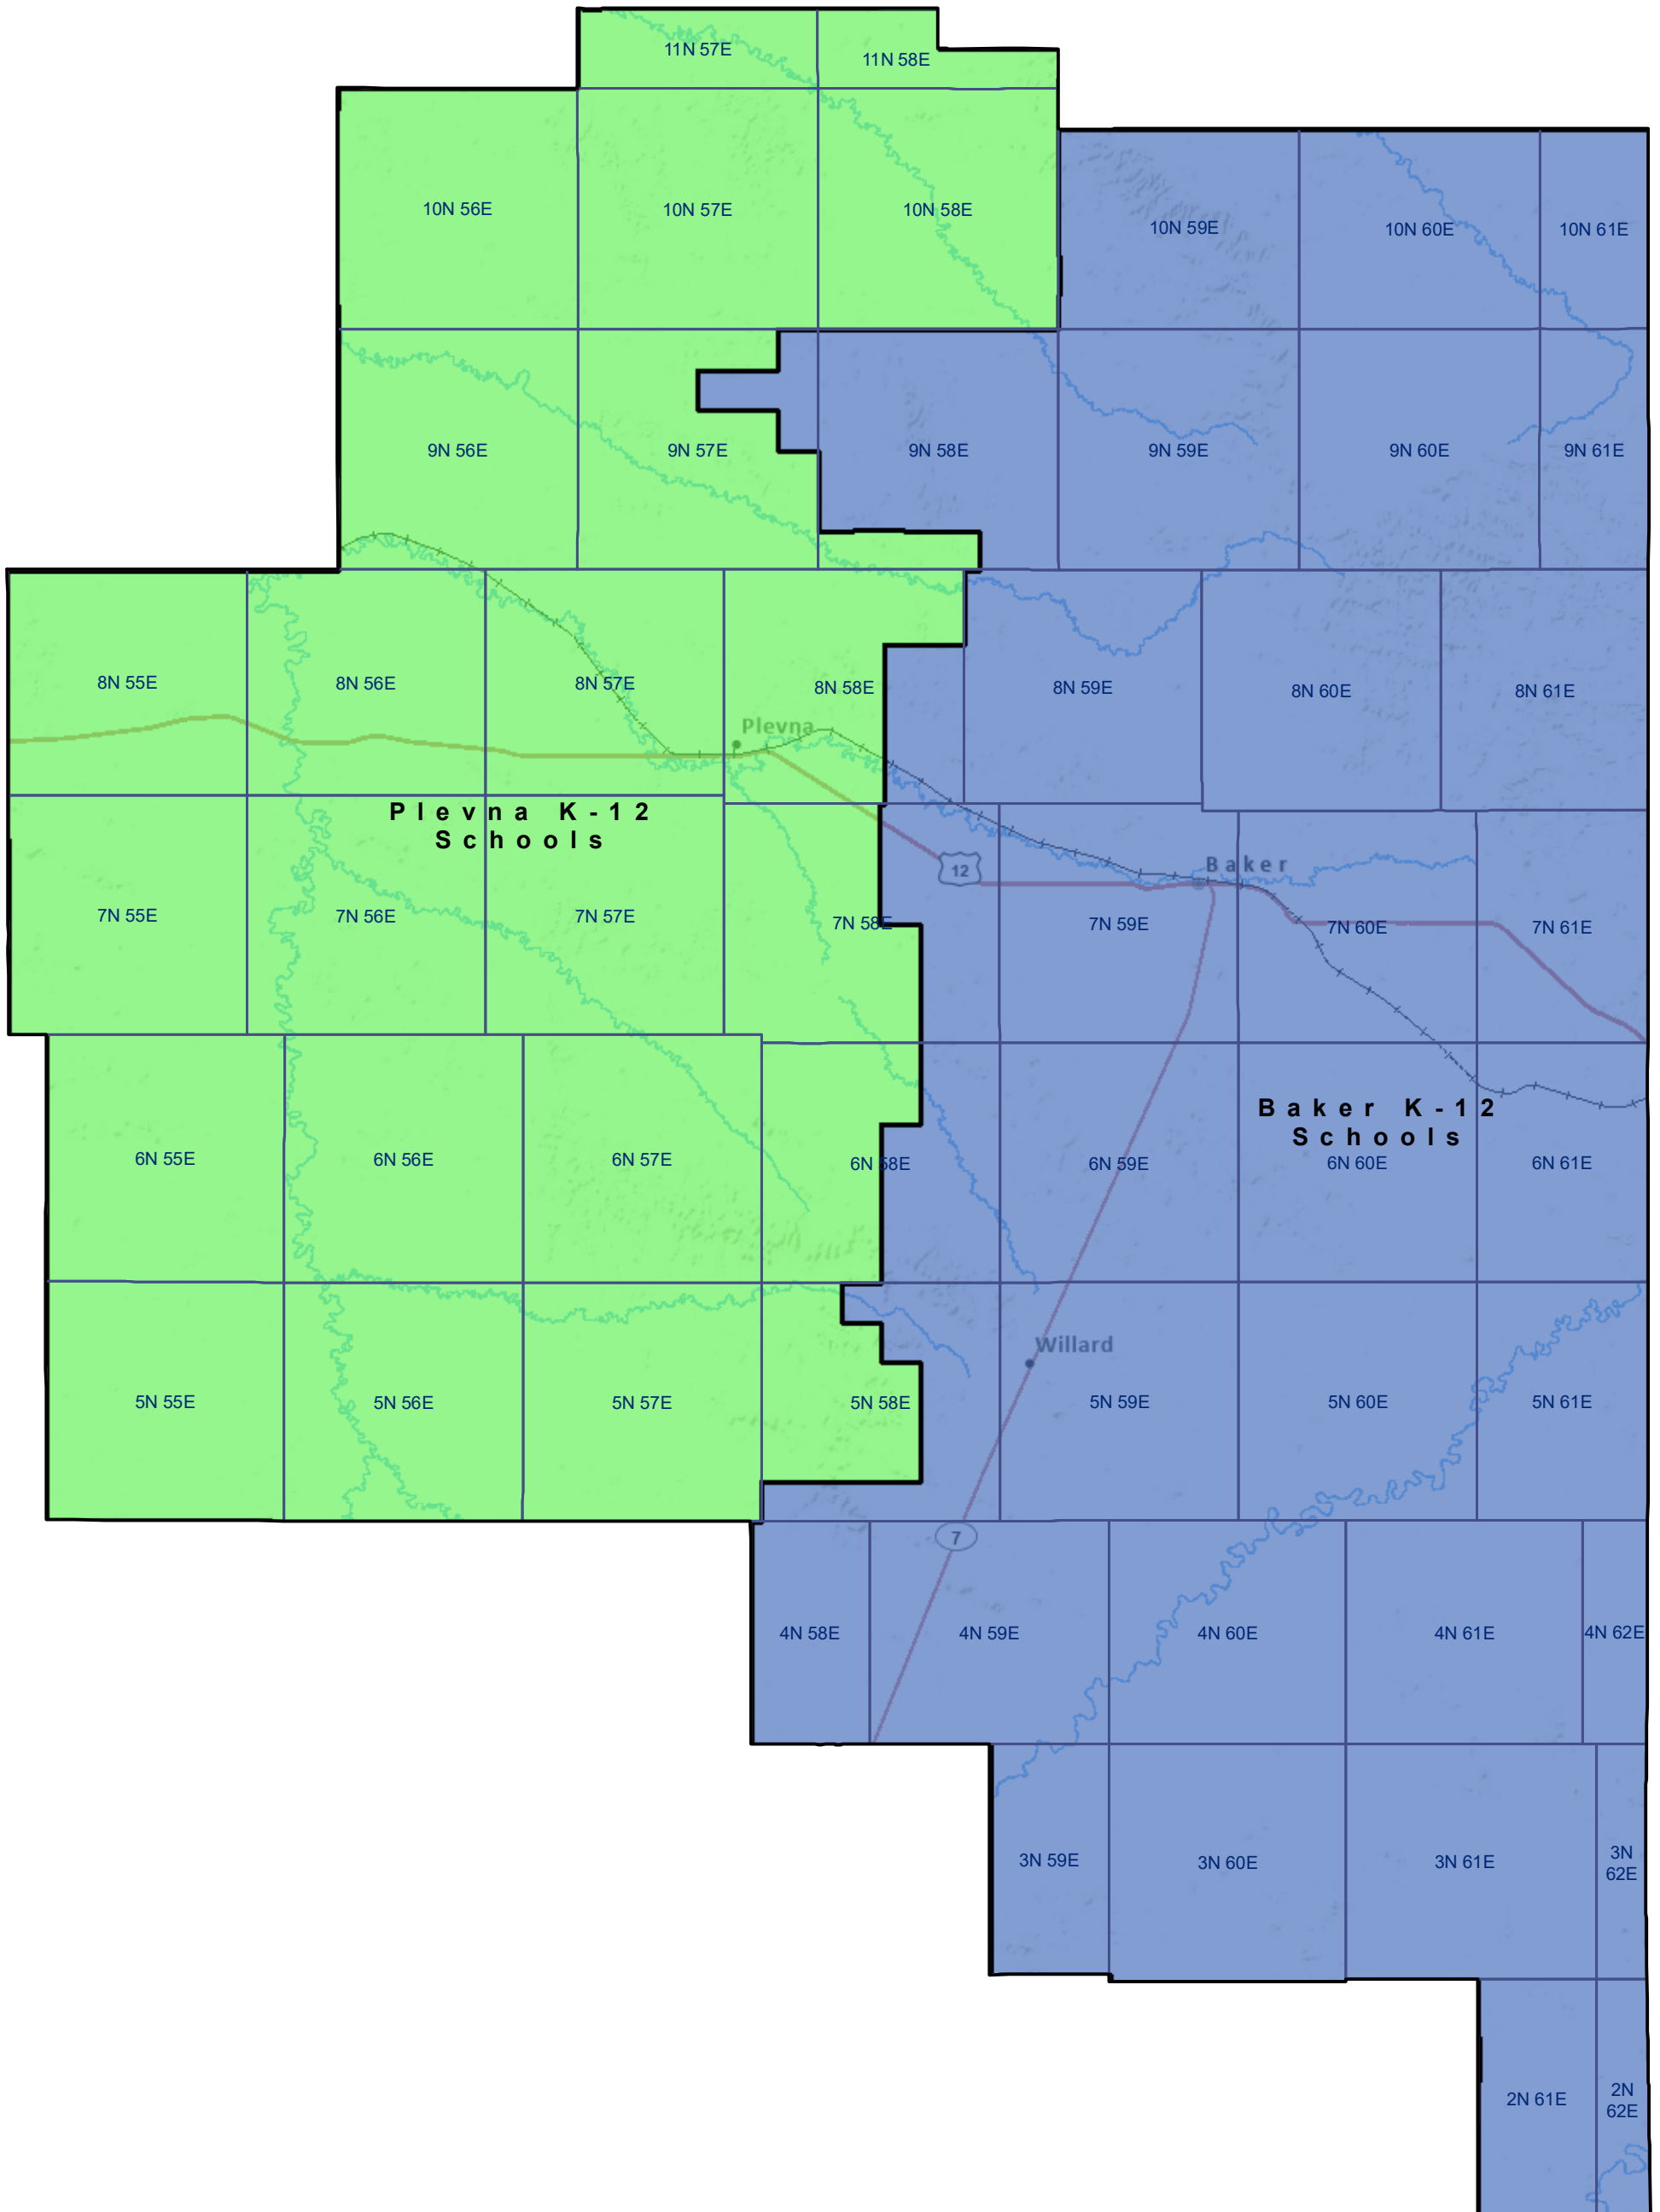 11N 57E
11N 58E
10N 56E
10N 57E
10N 58E
10N 59E
10N 60E
10N 61E
9N 56E
9N 57E
9N 58E
9N 59E
9N 60E
9N 61E
8N 55E
8N 56E
8N 57E
8N 58E
8N 59E
8N 60E
8N 61E
Plevna
Plevna K-12
Schools
12
Baker
7N 55E
7N 56E
7N 57E
7N 58E
7N 59E
7N 60E
7N 61E
Baker K-12
Schools
6N 55E
6N 56E
6N 57E
6N 58E
6N 59E
6N 60E
6N 61E
Willard
5N 55E
5N 56E
5N 57E
5N 58E
5N 59E
5N 60E
5N 61E
7
4N 58E
4N 59E
4N 60E
4N 61E
4N 62E
3N 59E
3N 60E
3N 61E
3N
62E
2N 61E
2N
62E